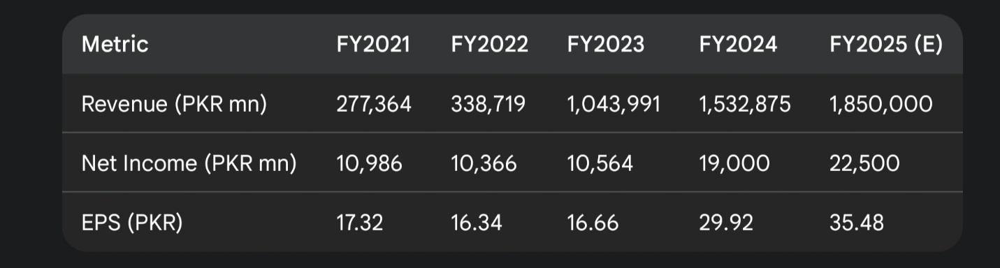 Metric FY2021 FY2022 FY2023 FY2024 FY2025 (E)
Revenue (PKR mn) 277,364 338,719 1,043,991 1,532,875 1,850,000
Net Income (PKR mn) 10,986 10,366 10,564 19,000 22,500
EPS (PKR) 17.32 16.34 16.66 29.92 35.48